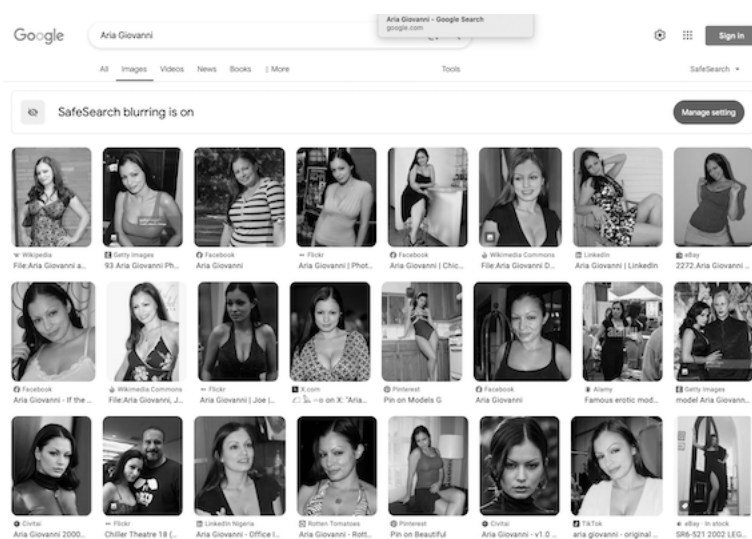 Aria Giovanni - Google Search
google.com
Google
Aria Giovanni
Sign in
All Images Videos News Books More Tools SafeSearch
SafeSearch blurring is on
Manage setting
Wikipedia Getty Images Facebook Flickr Facebook Wikimedia Commons LinkedIn eBay
File:Aria Giovanni a... 93 Aria Giovanni Ph... Aria Giovanni Aria Giovanni | Phot... Aria Giovanni | Chic... File:Aria Giovanni D... Aria Giovanni | LinkedIn 2272.Aria Giovanni ...
Facebook Wikimedia Commons Flickr X.com Pinterest Facebook Alamy Getty Images
Aria Giovanni - If the ... File:Aria Giovanni, J... Aria Giovanni | Joe |... on X: "Aria... Pin on Models G Aria Giovanni Famous erotic mod... model Aria Giovann...
Civitai Flickr LinkedIn Nigeria Rotten Tomatoes Pinterest Civitai TikTok eBay · In stock
Aria Giovanni 2000... Chiller Theatre 18 (... Aria Giovanni - Office I... Aria Giovanni - Rott... Pin on Beautiful Aria Giovanni - v1.0 ... aria giovanni - original ... SR6-521 2002 LEG...